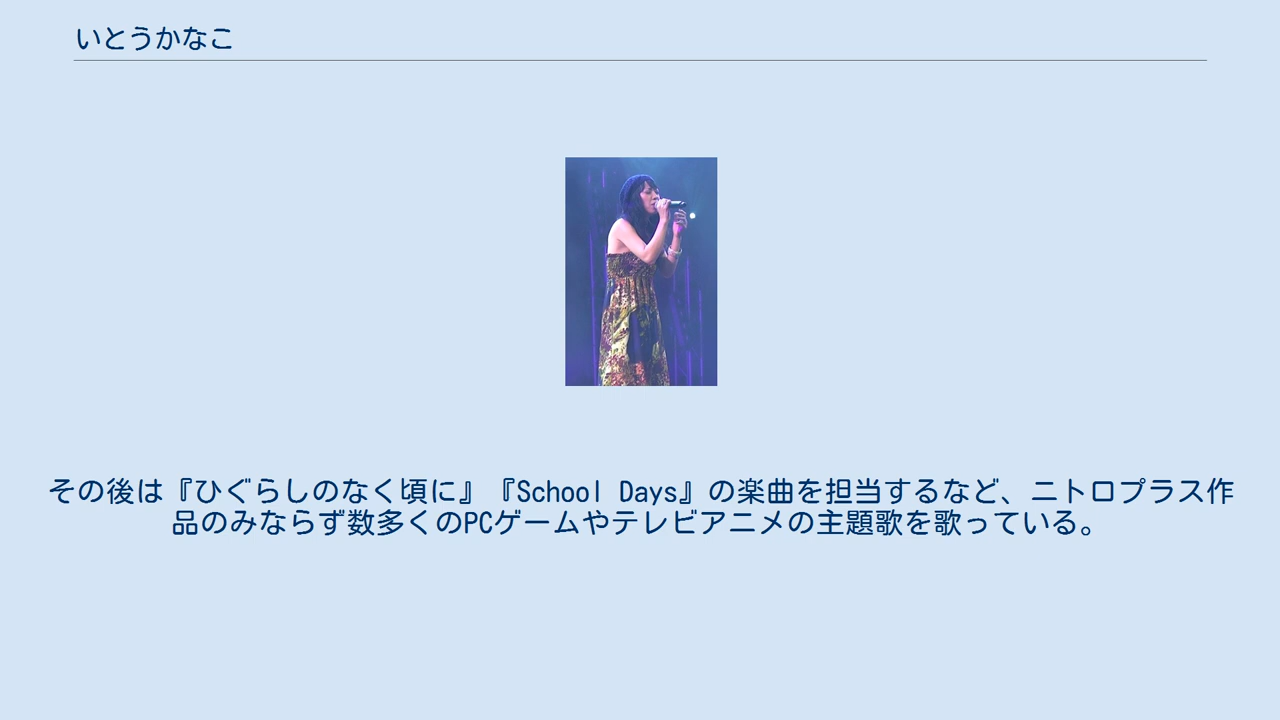 いとうかなこ
その後は『ひぐらしのなく頃に』『School Days』の楽曲を担当するなど、ニトロプラス作
品のみならず数多くのPCゲームやテレビアニメの主題歌を歌っている。